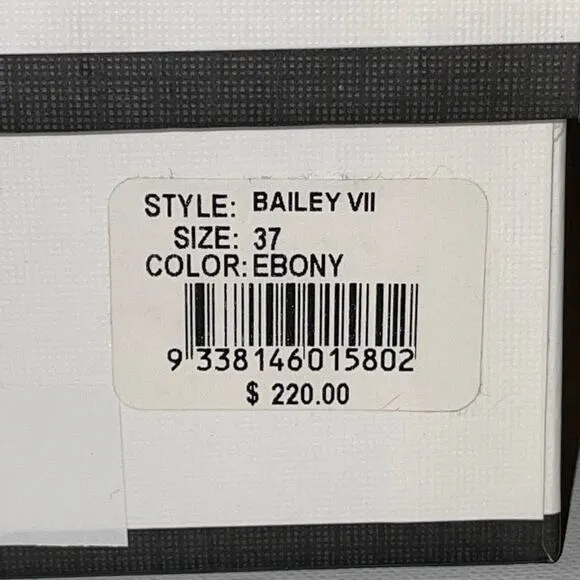 STYLE: BAILEY VII
SIZE: 37
COLOR: EBONY
9 338146 015802
$ 220.00